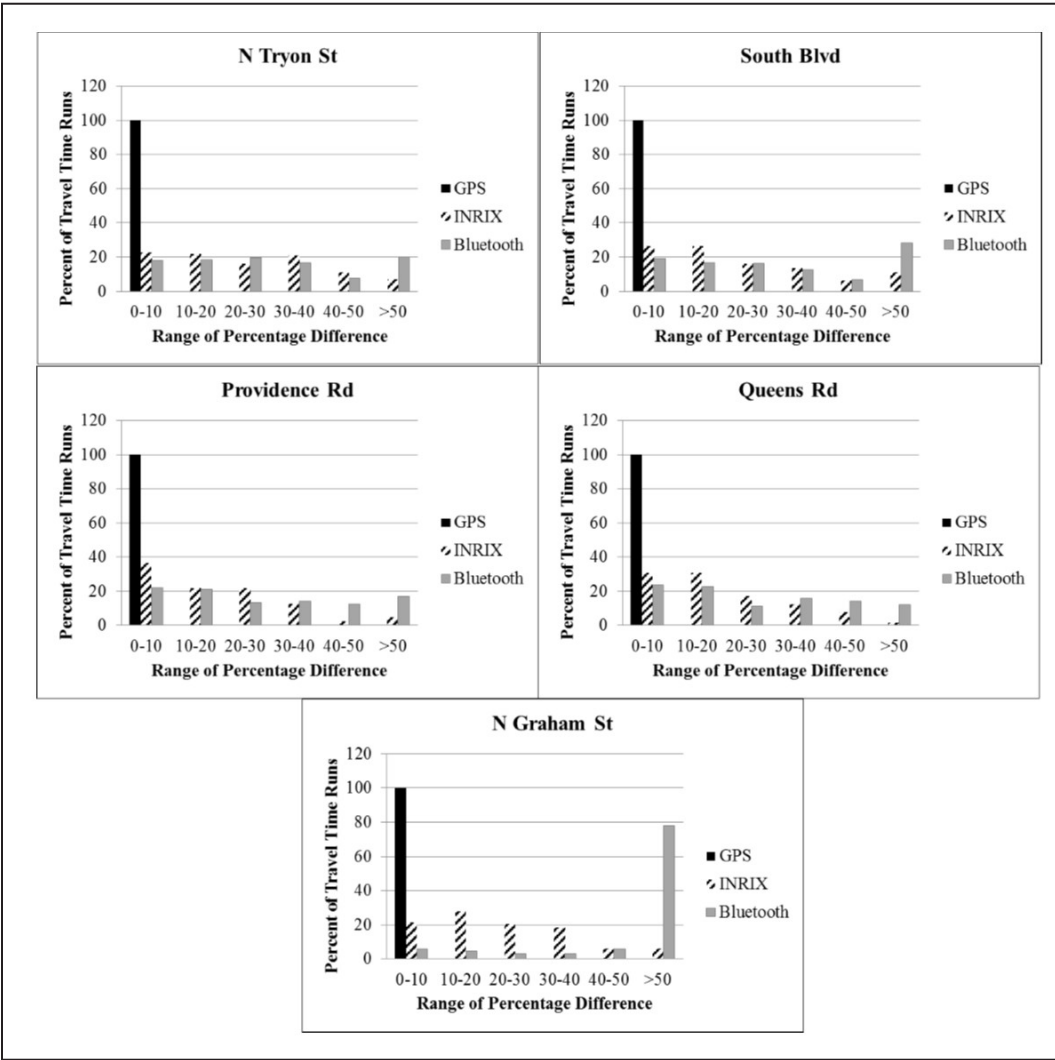 N Tryon St
Percent of Travel Time Runs
120
100
80
60
40
20
0
0-10 10-20 20-30 30-40 40-50 >50
Range of Percentage Difference
GPS
INRIX
Bluetooth
South Blvd
Percent of Travel Time Runs
120
100
80
60
40
20
0
0-10 10-20 20-30 30-40 40-50 >50
Range of Percentage Difference
GPS
INRIX
Bluetooth
Providence Rd
Percent of Travel Time Runs
120
100
80
60
40
20
0
0-10 10-20 20-30 30-40 40-50 >50
Range of Percentage Difference
GPS
INRIX
Bluetooth
Queens Rd
Percent of Travel Time Runs
120
100
80
60
40
20
0
0-10 10-20 20-30 30-40 40-50 >50
Range of Percentage Difference
GPS
INRIX
Bluetooth
N Graham St
Percent of Travel Time Runs
120
100
80
60
40
20
0
0-10 10-20 20-30 30-40 40-50 >50
Range of Percentage Difference
GPS
INRIX
Bluetooth